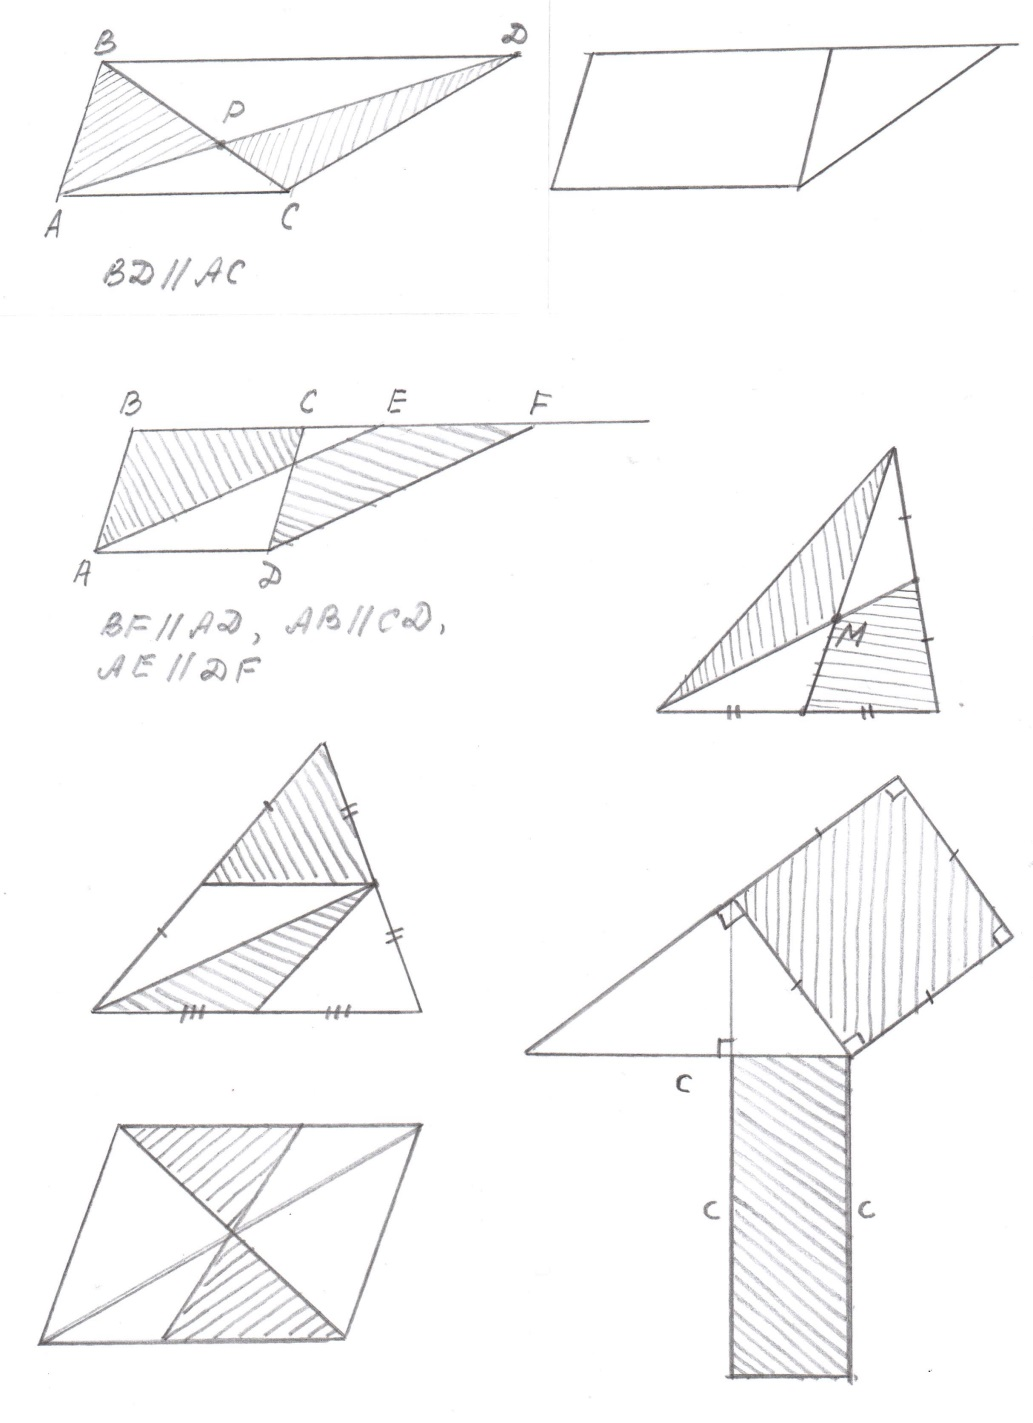 B D
P
A C
BD//AC
B C E F
A D
BF//AD, AB//CD,
AE//DF
M
C
C C